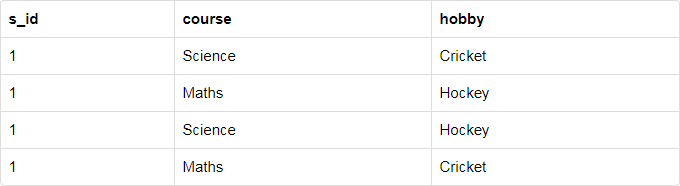 s_id course hobby
1 Science Cricket
1 Maths Hockey
1 Science Hockey
1 Maths Cricket